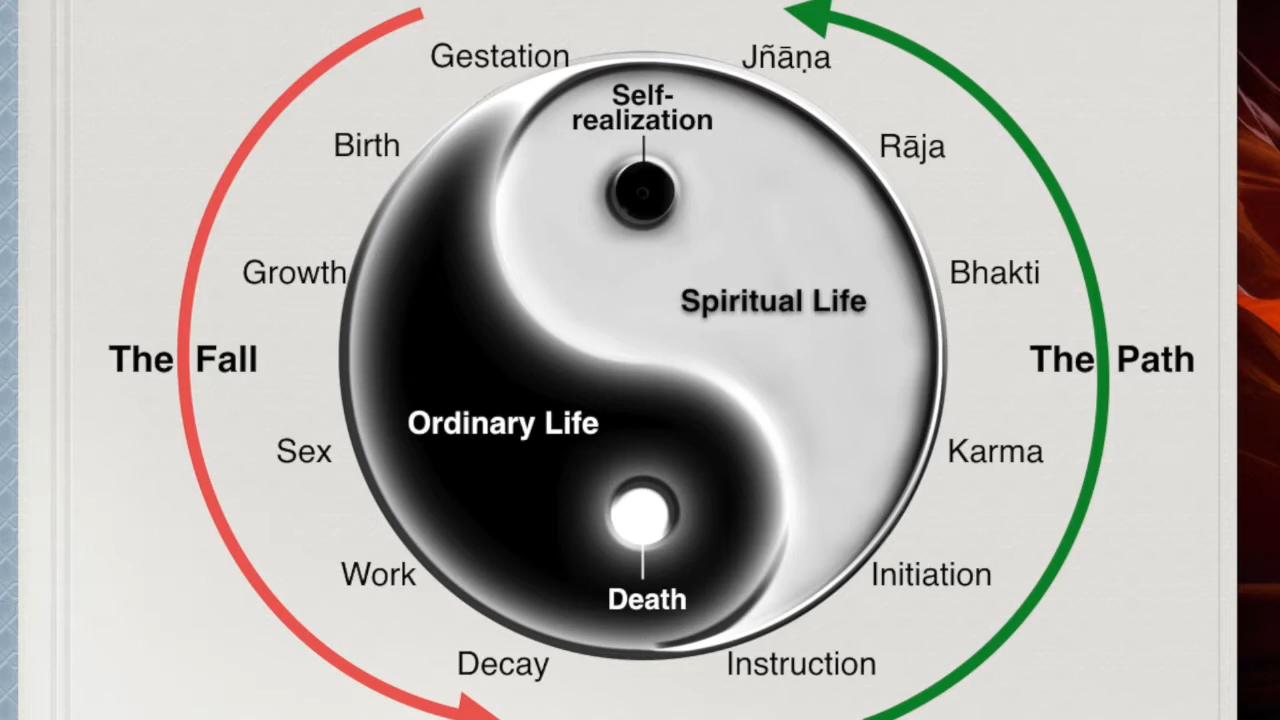 Gestation
Jñāṇa
Self-
realization
Birth
Rāja
Growth
Bhakti
Spiritual Life
The Fall
The Path
Ordinary Life
Sex
Karma
Work
Initiation
Death
Decay
Instruction